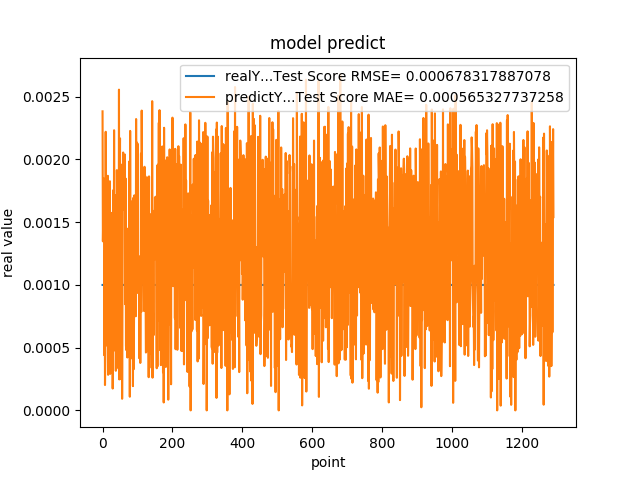 model predict
realY...Test Score RMSE= 0.000678317887078
predictY...Test Score MAE= 0.000565327737258
real value
0.0025
0.0020
0.0015
0.0010
0.0005
0.0000
0 200 400 600 800 1000 1200
point